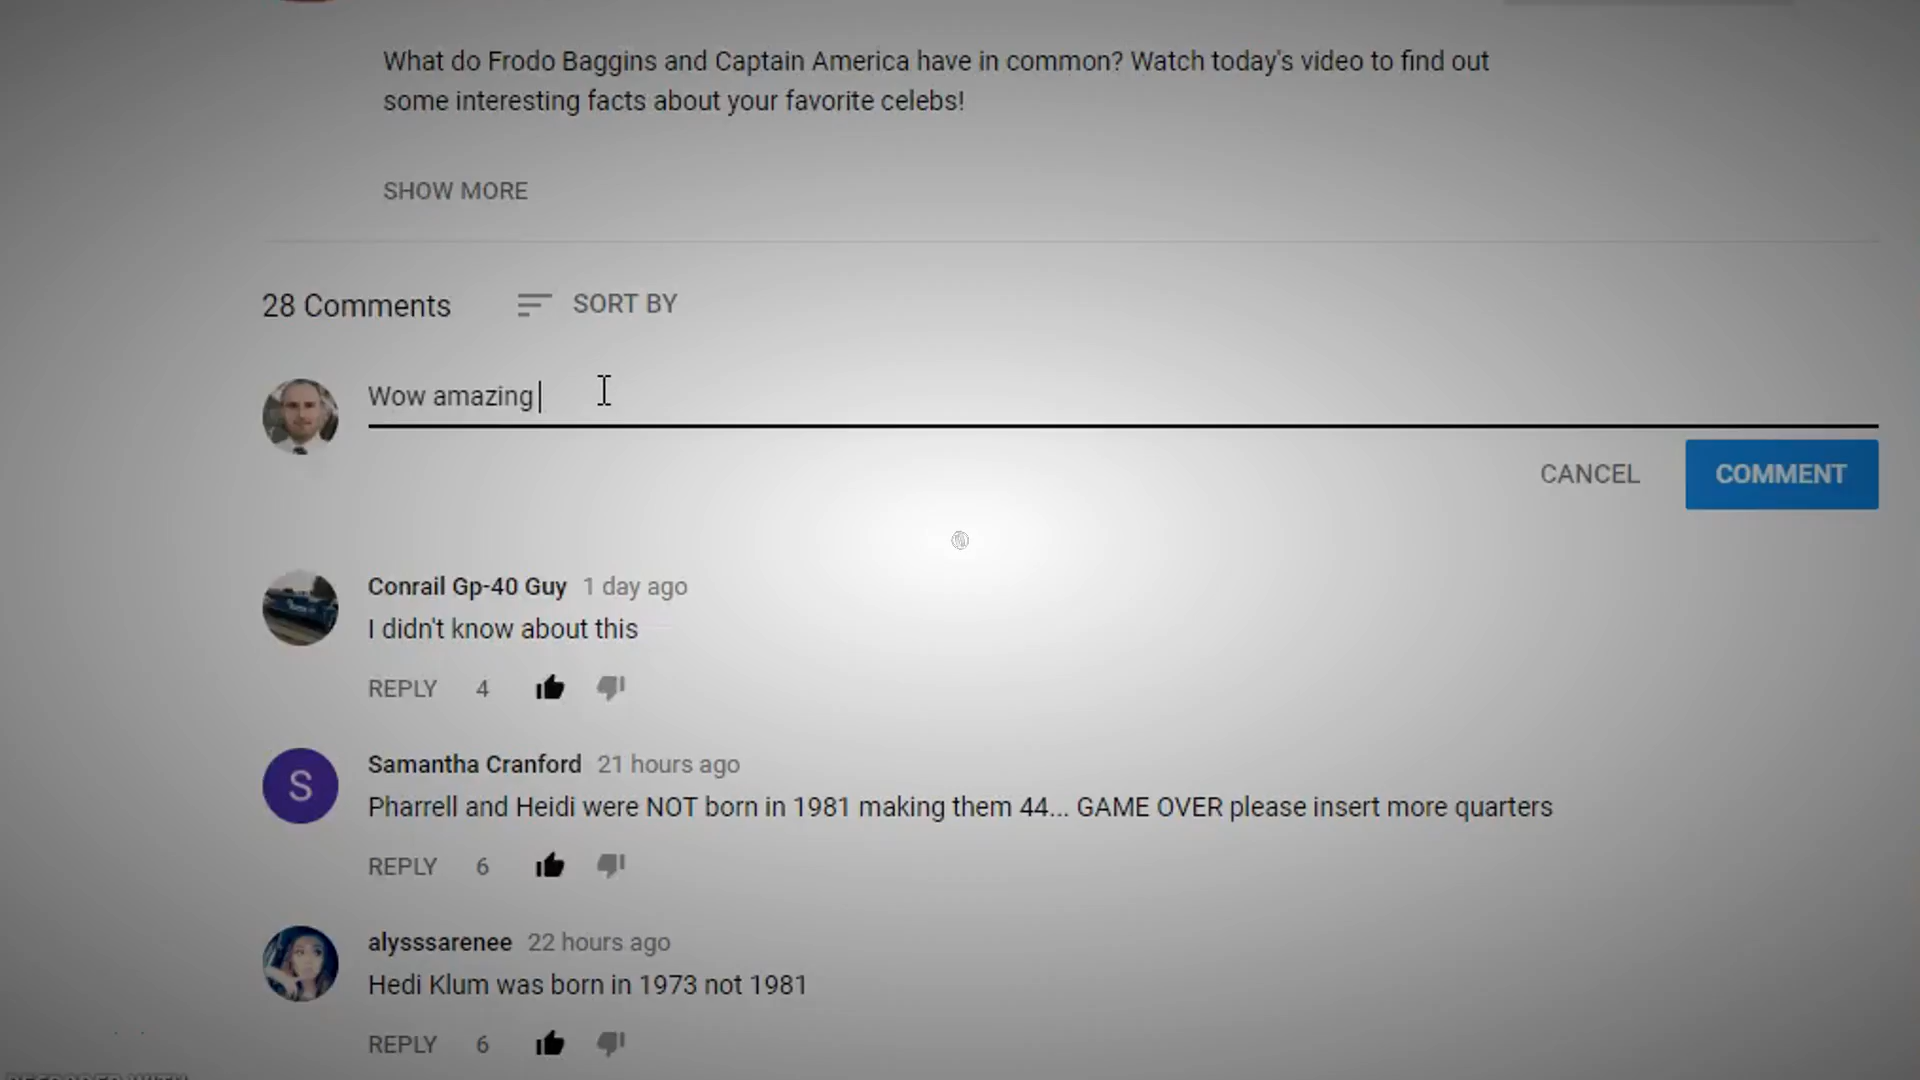 What do Frodo Baggins and Captain America have in common? Watch today's video to find out
some interesting facts about your favorite celebs!
SHOW MORE
28 Comments SORT BY
Wow amazing
CANCEL COMMENT
Conrail Gp-40 Guy 1 day ago
I didn't know about this
REPLY 4
S
Samantha Cranford 21 hours ago
Pharrell and Heidi were NOT born in 1981 making them 44... GAME OVER please insert more quarters
REPLY 6
alysssarenee 22 hours ago
Hedi Klum was born in 1973 not 1981
REPLY 6